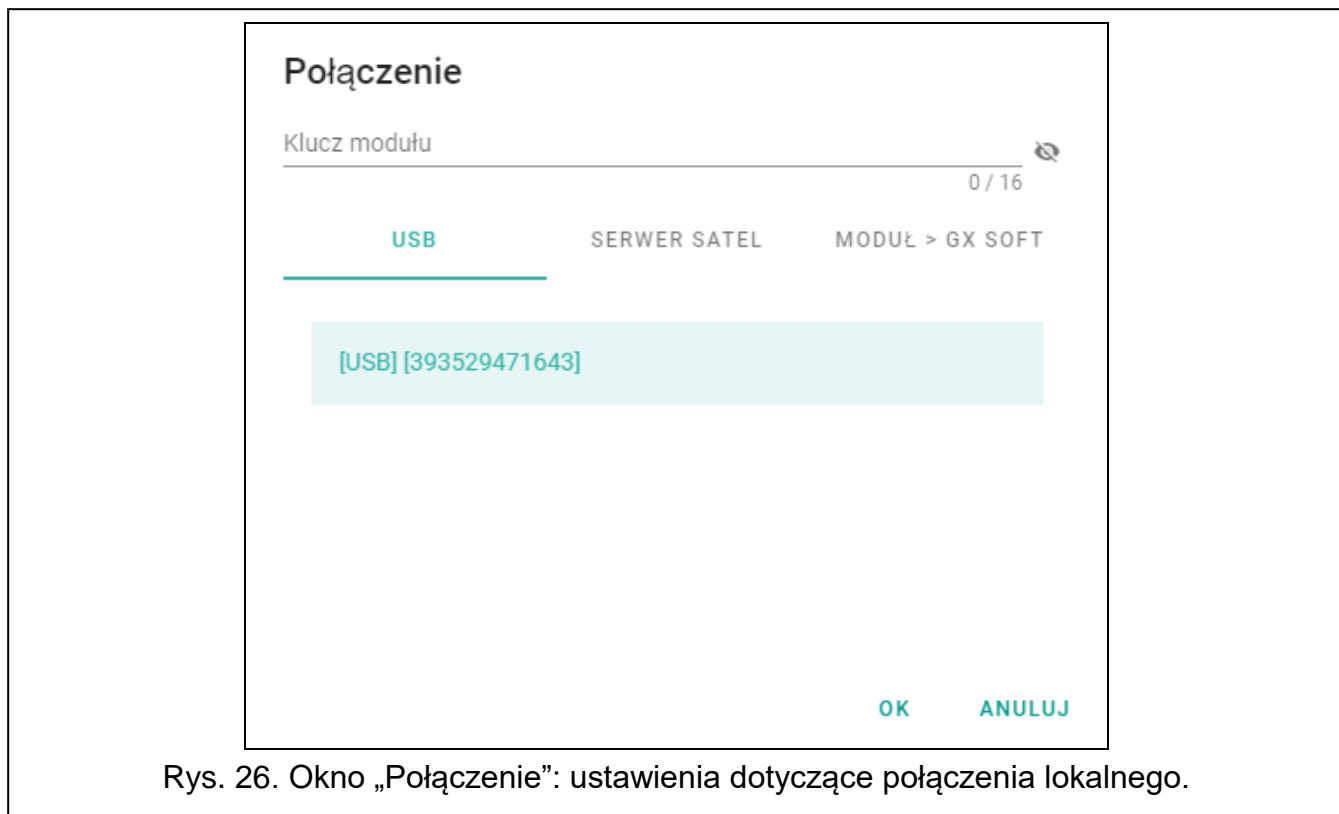 Połączenie
Klucz modułu
0 / 16
USB SERWER SATEL MODUŁ > GX SOFT
[USB] [393529471643]
OK ANULUJ
Rys. 26. Okno „Połączenie”: ustawienia dotyczące połączenia lokalnego.